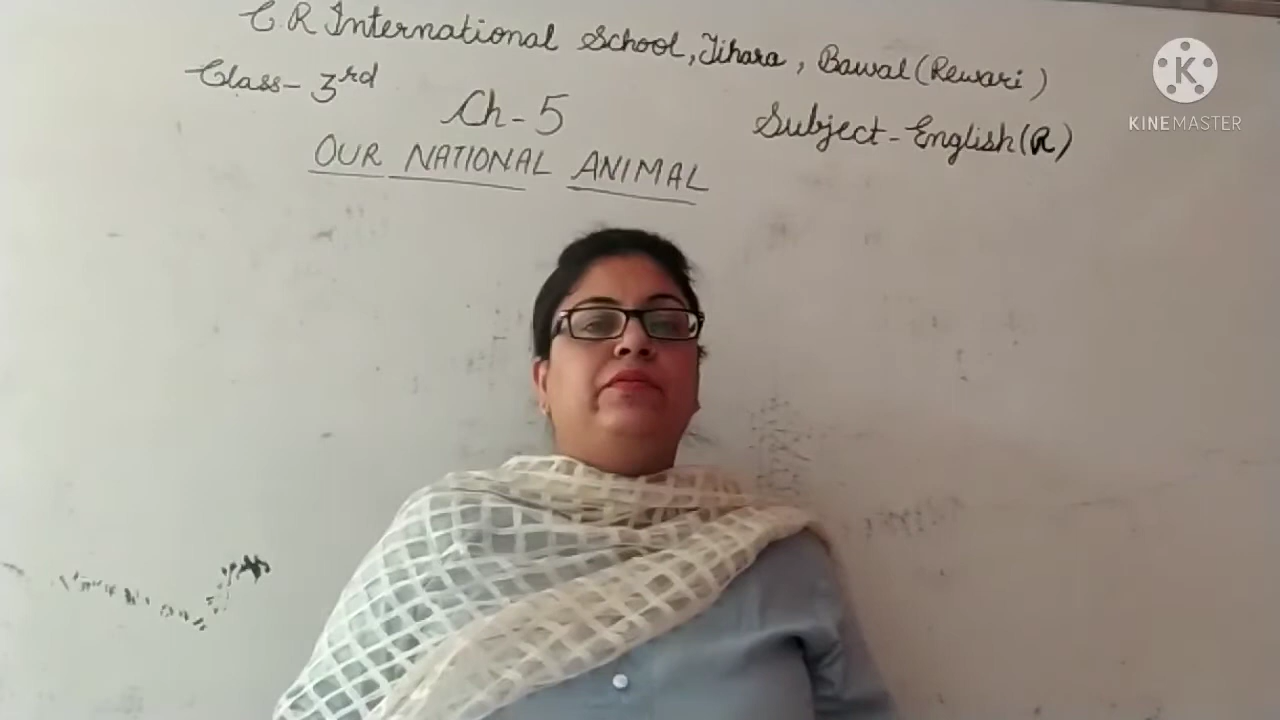 C R International School, Jihara, Bawal (Rewari)
Class- 3rd
Ch-5
Subject- English (R)
OUR NATIONAL ANIMAL
K
KINEMASTER